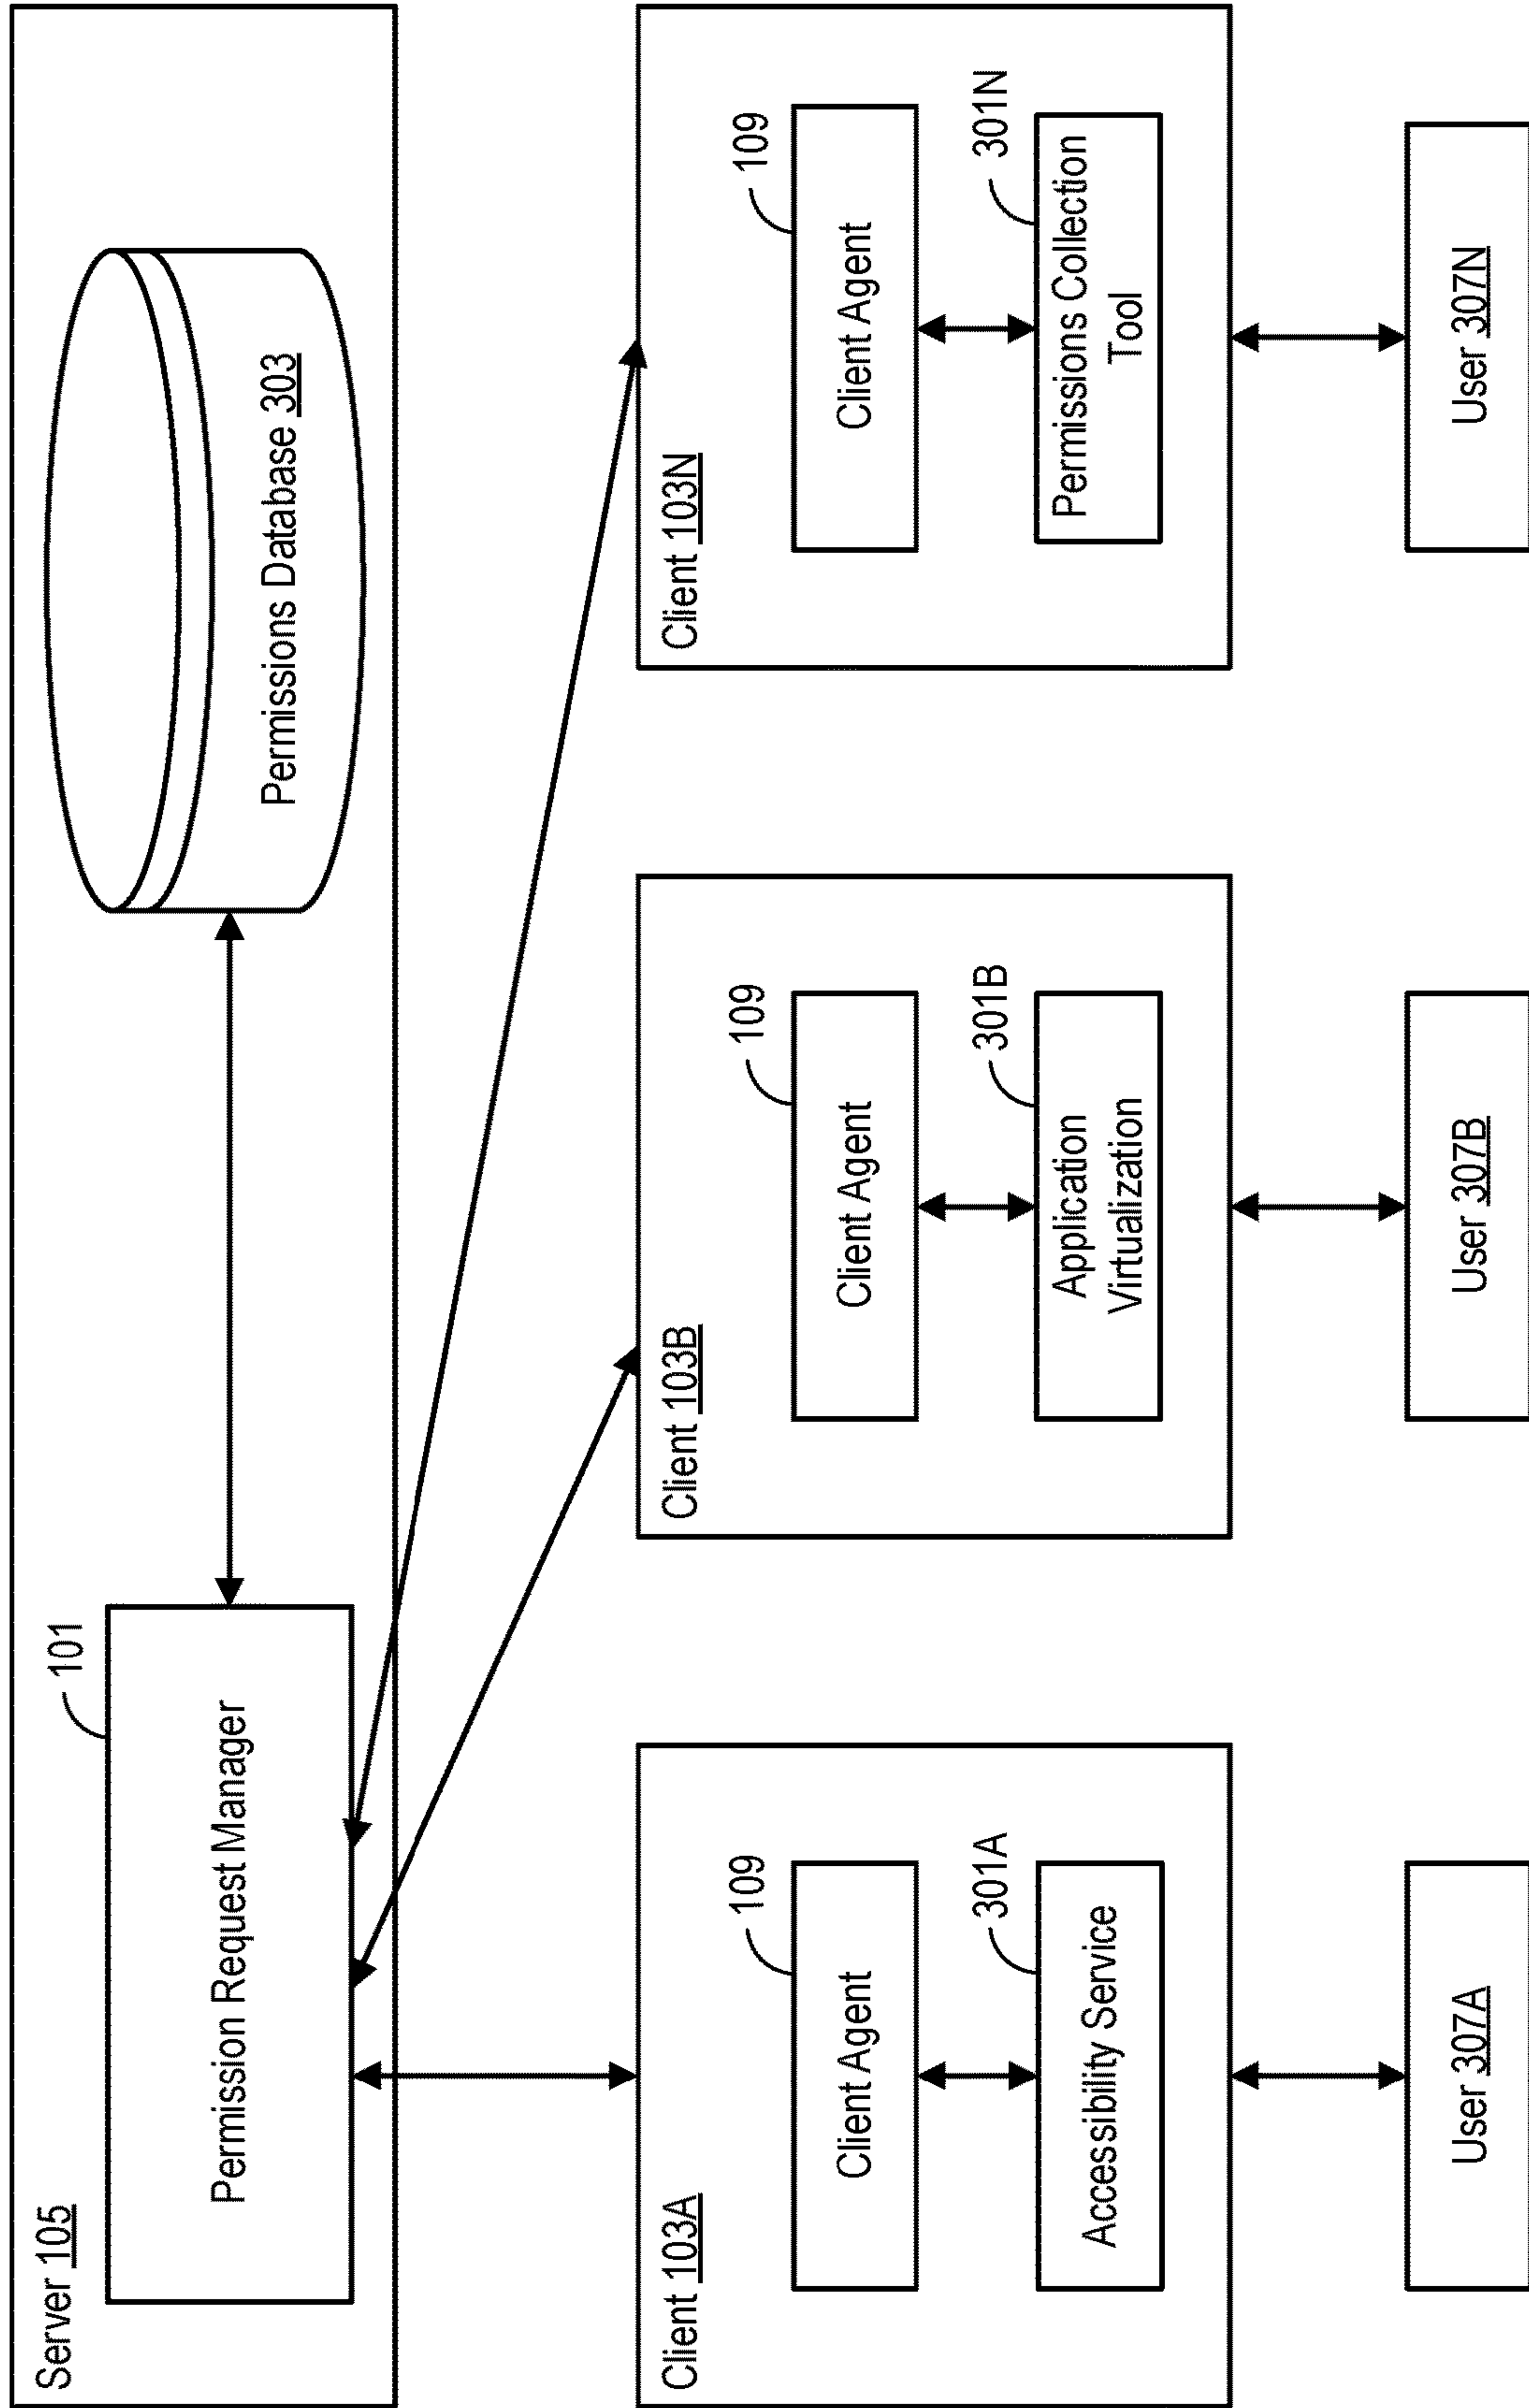 Server 105
101
Permission Request Manager
Permissions Database 303
Client 103A
109
Client Agent
301A
Accessibility Service
User 307A
Client 103B
109
Client Agent
301B
Application
Virtualization
User 307B
Client 103N
109
Client Agent
301N
Permissions Collection
Tool
User 307N